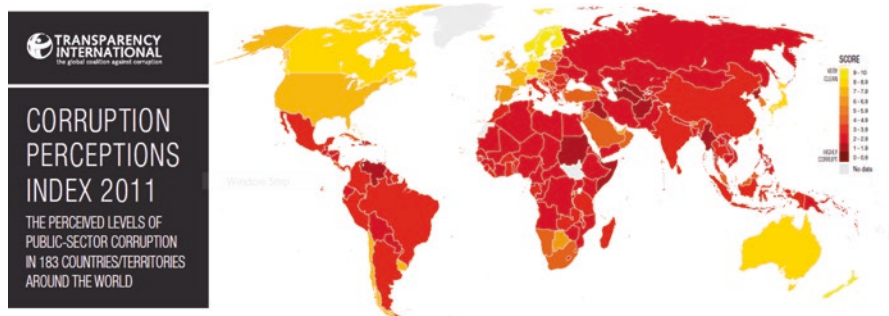 TRANSPARENCY
INTERNATIONAL
the global coalition against corruption
CORRUPTION
PERCEPTIONS
INDEX 2011
THE PERCEIVED LEVELS OF
PUBLIC-SECTOR CORRUPTION
IN 183 COUNTRIES/TERRITORIES
AROUND THE WORLD
SCORE
VERY
CLEAN
9 - 10
8 - 8.9
7 - 7.9
6 - 6.9
5 - 5.9
4 - 4.9
3 - 3.9
2 - 2.9
1 - 1.9
0 - 0.9
HIGHLY
CORRUPT
No data